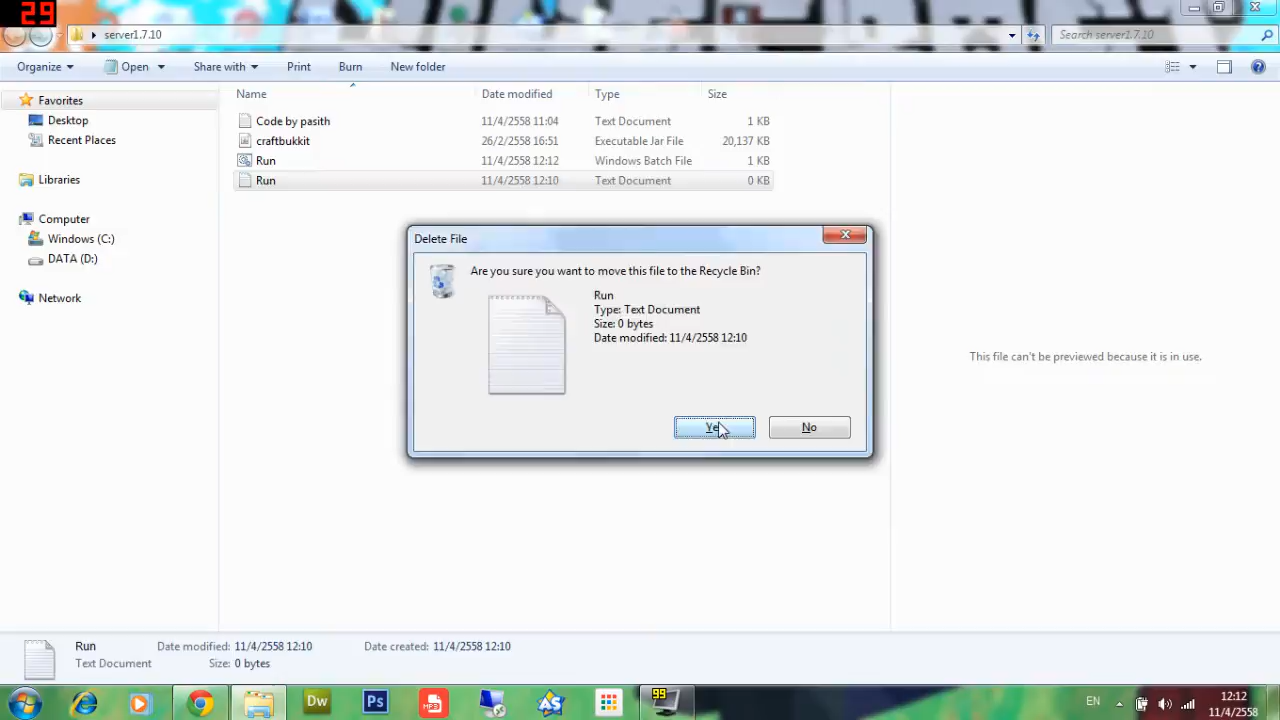 29
server1.7.10
Search server1.7.10
Organize
Open
Share with
Print
Burn
New folder
Favorites
Desktop
Recent Places
Libraries
Computer
Windows (C:)
DATA (D:)
Network
Name Date modified Type Size
Code by pasith 11/4/2558 11:04 Text Document 1 KB
craftbukkit 26/2/2558 16:51 Executable Jar File 20,137 KB
Run 11/4/2558 12:12 Windows Batch File 1 KB
Run 11/4/2558 12:10 Text Document 0 KB
Delete File
Are you sure you want to move this file to the Recycle Bin?
Run
Type: Text Document
Size: 0 bytes
Date modified: 11/4/2558 12:10
Yes
No
This file can't be previewed because it is in use.
Run Date modified: 11/4/2558 12:10 Date created: 11/4/2558 12:10
Text Document Size: 0 bytes
Dw
Ps
MP3
99
EN
12:12
11/4/2558